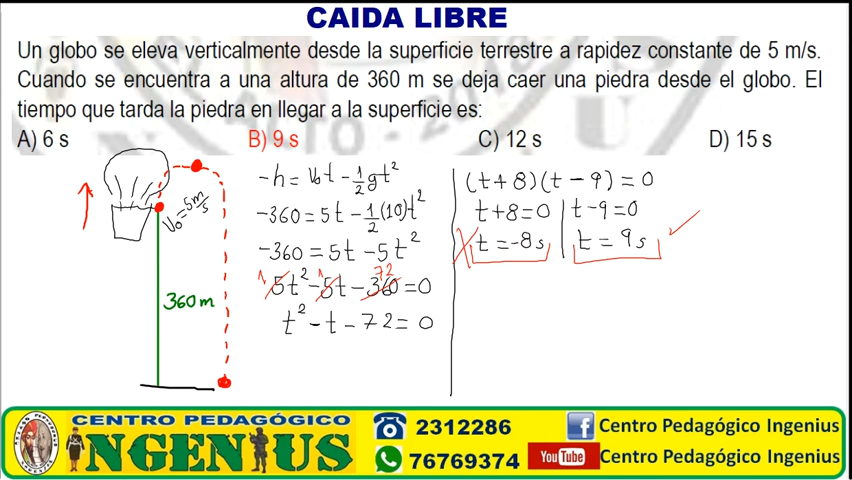 CAIDA LIBRE
Un globo se eleva verticalmente desde la superficie terrestre a rapidez constante de 5 m/s.
Cuando se encuentra a una altura de 360 m se deja caer una piedra desde el globo. El
tiempo que tarda la piedra en llegar a la superficie es:
A) 6 s B) 9 s C) 12 s D) 15 s
V₀=5m/s
360m
-h = V₀t - 1/2 gt²
-360 = 5t - 1/2 (10)t²
-360 = 5t - 5t²
1 1 72
5t² - 5t - 360 = 0
t² - t - 72 = 0
(t+8)(t-9) = 0
t+8=0 t-9=0
t=-8s t=9s
CENTRO PEDAGÓGICO
INGENIUS
2312286
76769374
Centro Pedagógico Ingenius
YouTube Centro Pedagógico Ingenius